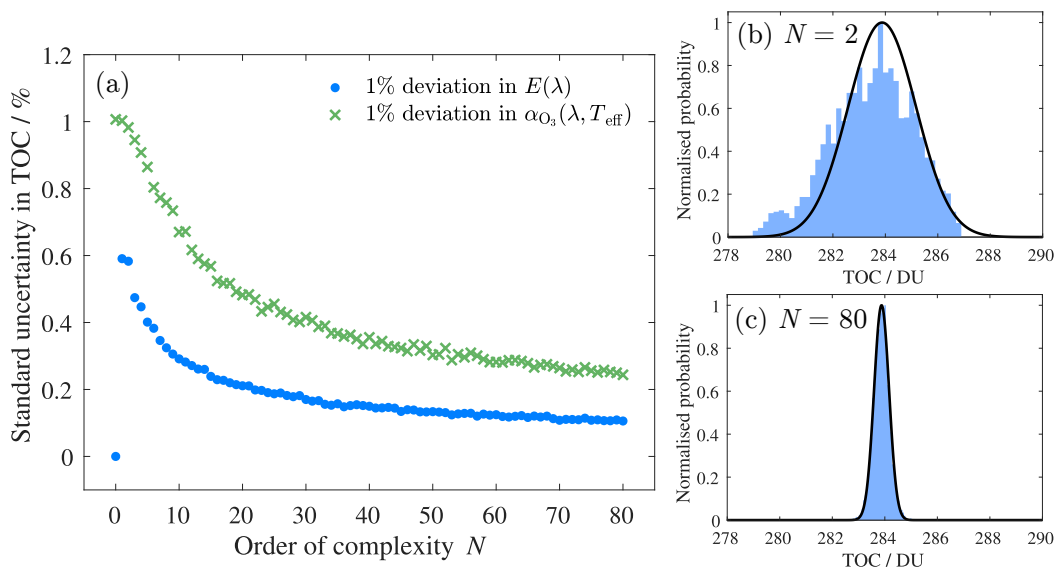 (a)
1% deviation in E(λ)
1% deviation in α_O₃(λ, T_eff)
Standard uncertainty in TOC / %
1.2
1
0.8
0.6
0.4
0.2
0
0 10 20 30 40 50 60 70 80
Order of complexity N
(b) N = 2
Normalised probability
1
0.8
0.6
0.4
0.2
0
278 280 282 284 286 288 290
TOC / DU
(c) N = 80
Normalised probability
1
0.8
0.6
0.4
0.2
0
278 280 282 284 286 288 290
TOC / DU